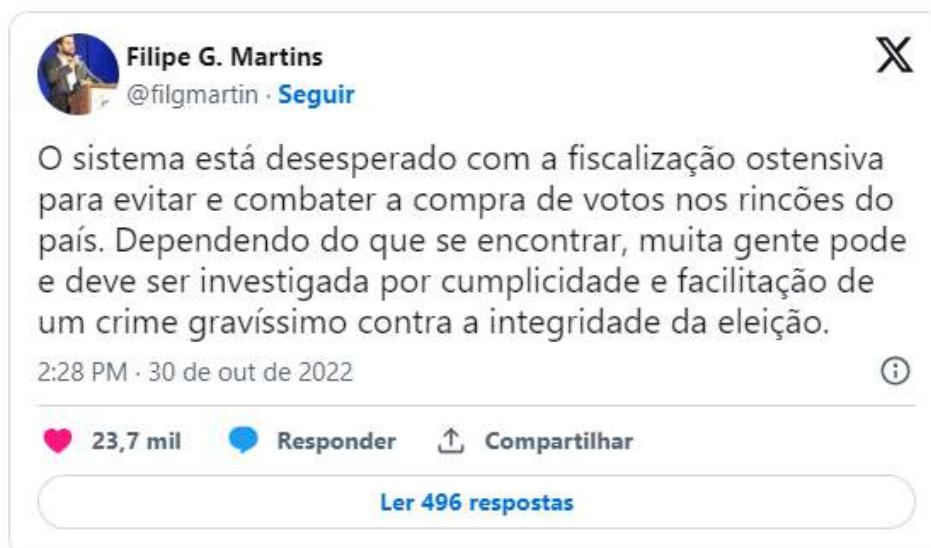 Filipe G. Martins
@filgmartin · Seguir
O sistema está desesperado com a fiscalização ostensiva
para evitar e combater a compra de votos nos rincões do
país. Dependendo do que se encontrar, muita gente pode
e deve ser investigada por cumplicidade e facilitação de
um crime gravíssimo contra a integridade da eleição.
2:28 PM · 30 de out de 2022
23,7 mil Responder Compartilhar
Ler 496 respostas